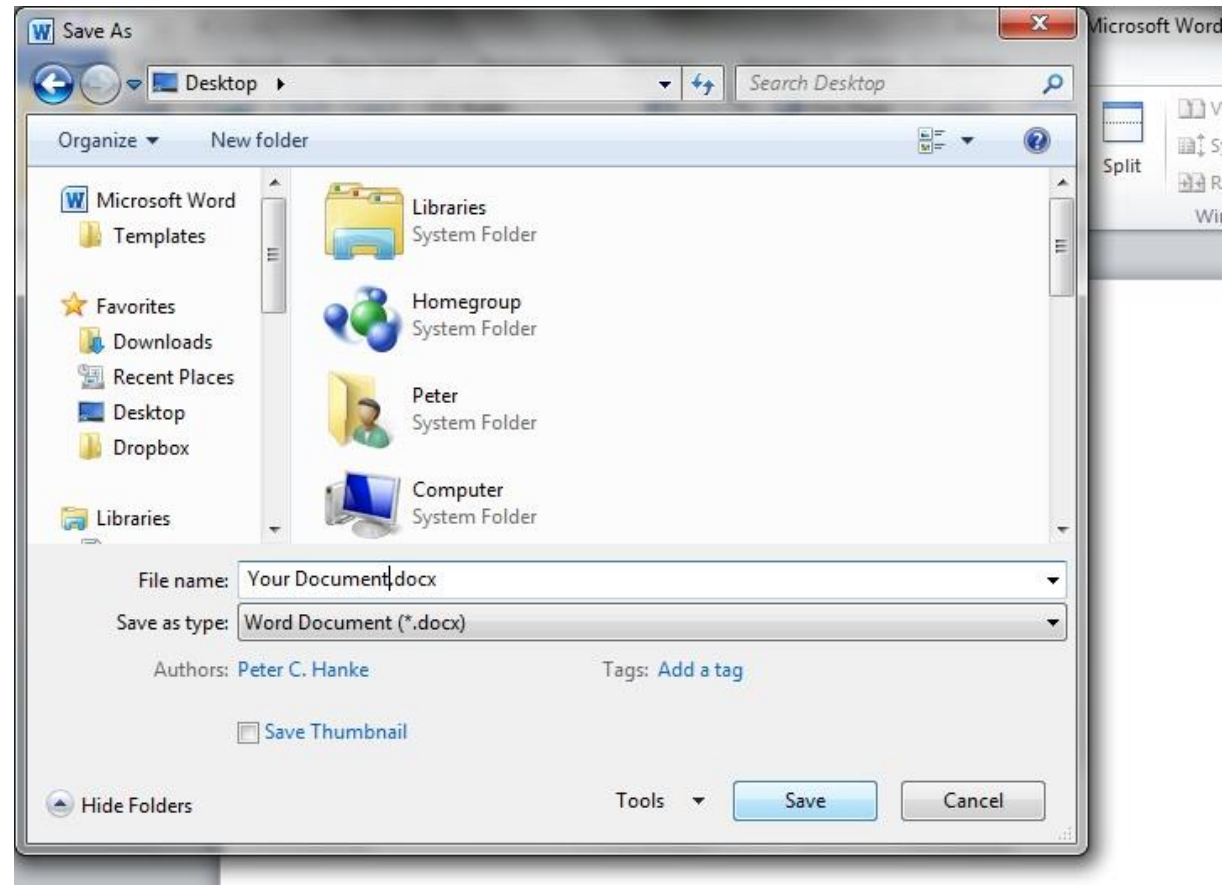 Save As
Microsoft Word
Desktop
Search Desktop
Organize
New folder
Split
Microsoft Word
Templates
Favorites
Downloads
Recent Places
Desktop
Dropbox
Libraries
Libraries
System Folder
Homegroup
System Folder
Peter
System Folder
Computer
System Folder
File name: Your Document.docx
Save as type: Word Document (*.docx)
Authors: Peter C. Hanke
Tags: Add a tag
Save Thumbnail
Hide Folders
Tools
Save
Cancel